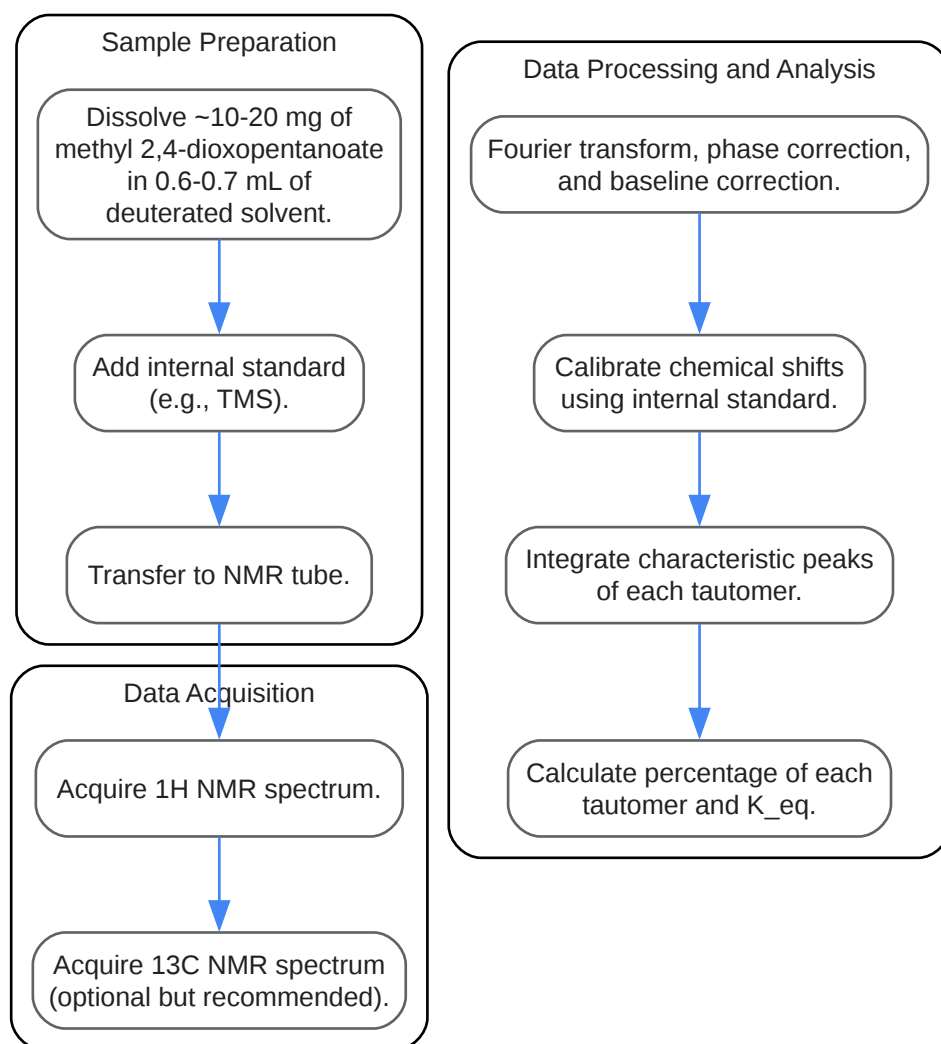 Sample Preparation
Dissolve ~10-20 mg of
methyl 2,4-dioxopentanoate
in 0.6-0.7 mL of
deuterated solvent.
Add internal standard
(e.g., TMS).
Transfer to NMR tube.
Data Acquisition
Acquire 1H NMR spectrum.
Acquire 13C NMR spectrum
(optional but recommended).
Data Processing and Analysis
Fourier transform, phase correction,
and baseline correction.
Calibrate chemical shifts
using internal standard.
Integrate characteristic peaks
of each tautomer.
Calculate percentage of each
tautomer and K_eq.